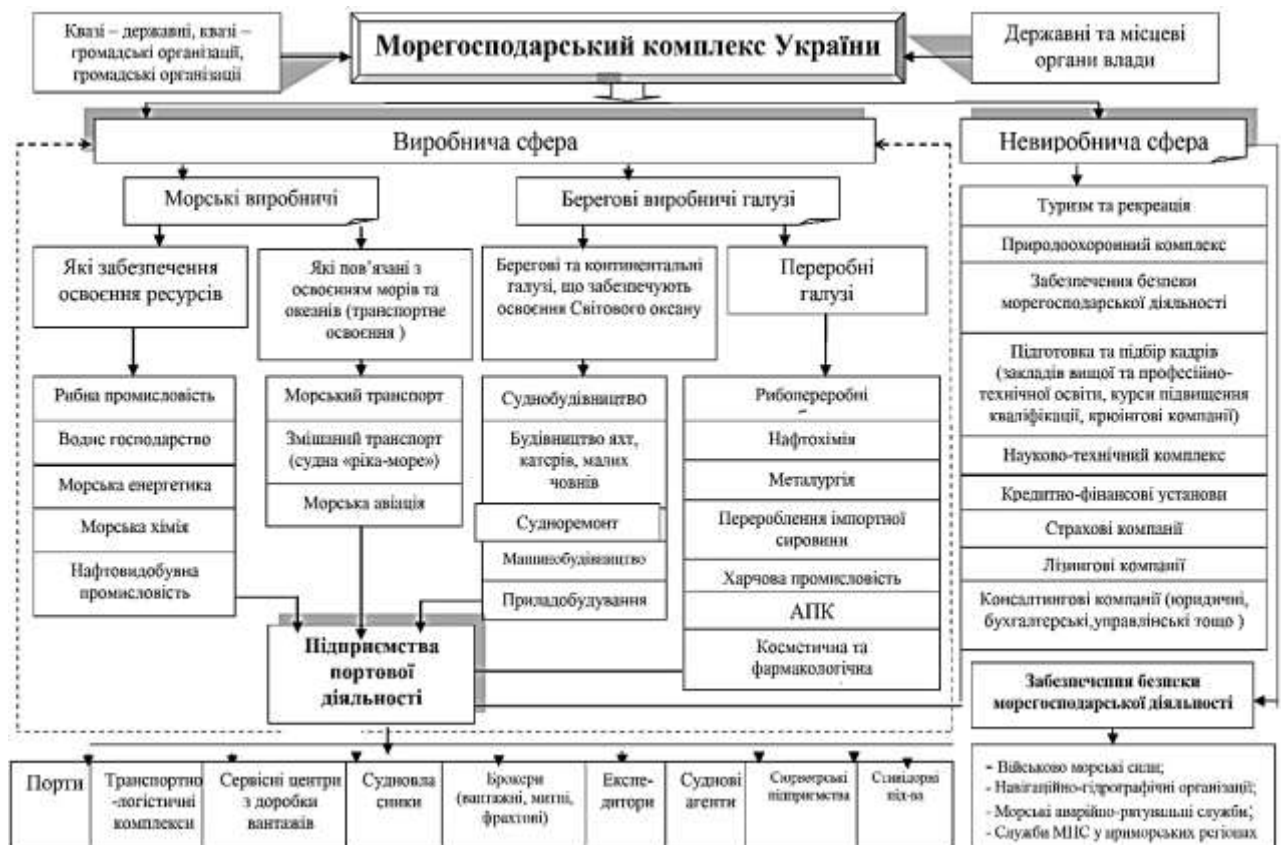 Квазі – державні, квазі –
громадські організації,
громадські організації
Морегосподарський комплекс України
Державні та місцеві
органи влади
Виробнича сфера
Невиробнича сфера
Морські виробничі
Берегові виробничі галузі
Які забезпечення
освоєння ресурсів
Які пов’язані з
освоєнням морів та
океанів (транспортне
освоєння )
Берегові та континентальні
галузі, що забезпечують
освоєння Світового океану
Переробні
галузі
Рибна промисловість
Водне господарство
Морська енергетика
Морська хімія
Нафтовидобувна
промисловість
Морський транспорт
Змішаний транспорт
(судна «ріка-море»)
Морська авіація
Суднобудівництво
Будівництво яхт,
катерів, малих
човнів
Судноремонт
Машинобудівництво
Приладобудування
Рибопереробні
Нафтохімія
Металургія
Перероблення імпортної
сировини
Харчова промисловість
АПК
Косметична та
фармакологічна
Туризм та рекреація
Природоохоронний комплекс
Забезпечення безпеки
морегосподарської діяльності
Підготовка та підбір кадрів
(закладів вищої та професійно-
технічної освіти, курси підвищення
кваліфікації, крюінгові компанії)
Науково-технічний комплекс
Кредитно-фінансові установи
Страхові компанії
Лізингові компанії
Консалтингові компанії (юридичні,
бухгалтерські,управлінські тощо )
Підприємства
портової
діяльності
Забезпечення безпеки
морегосподарської діяльності
- Військово морські сили;
- Навігаційно-гідрографічні організації;
- Морські аварійно-рятувальні служби;
- Служби МНС у приморських регіонах
Порти
Транспортно
-логістичні
комплекси
Сервісні центри
з доробки
вантажів
Судновла
сники
Брокери
(вантажні, митні,
фрахтові)
Експе-
дитори
Суднові
агенти
Сюрвеєрські
підприємства
Стивідорні
під-ва